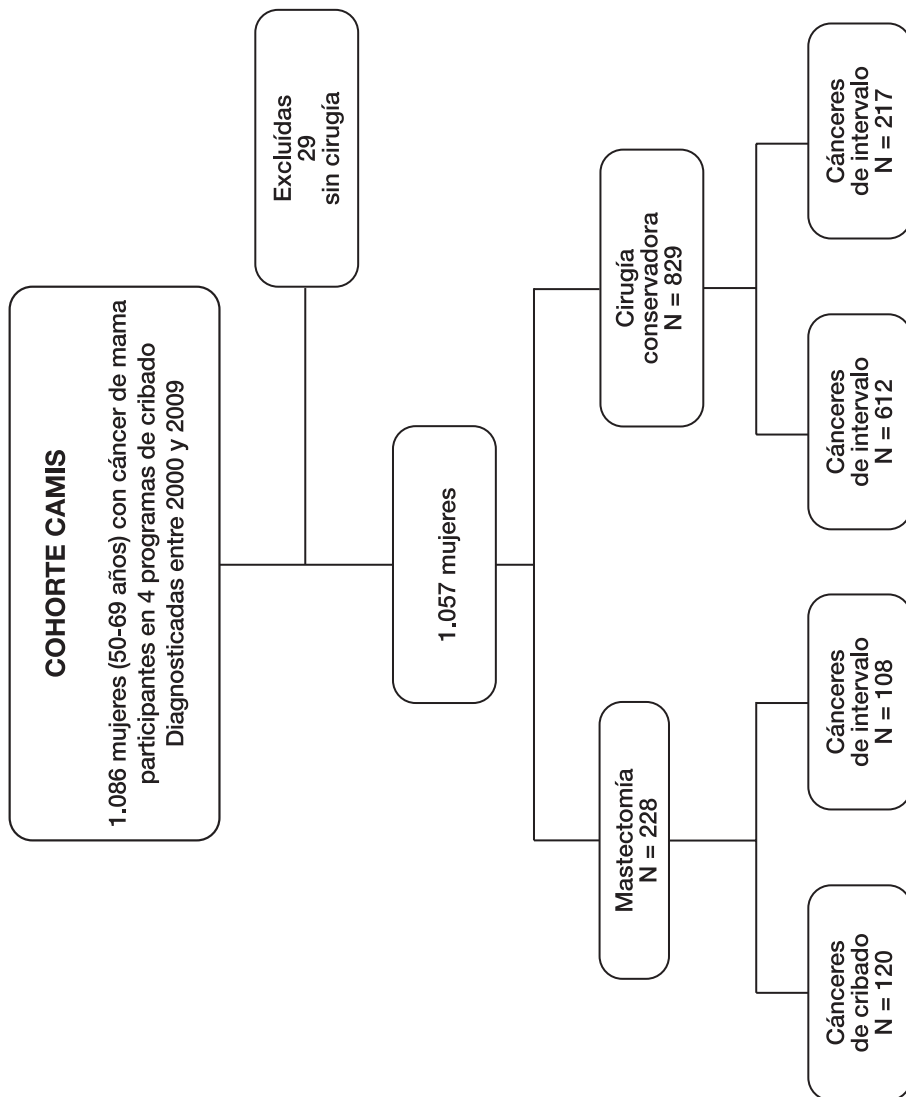 COHORTE CAMIS
1.086 mujeres (50-69 años) con cáncer de mama
participantes en 4 programas de cribado
Diagnosticadas entre 2000 y 2009
Excluídas
29
sin cirugía
1.057 mujeres
Mastectomía
N = 228
Cirugía
conservadora
N = 829
Cánceres
de cribado
N = 120
Cánceres
de intervalo
N = 108
Cánceres
de intervalo
N = 612
Cánceres
de intervalo
N = 217